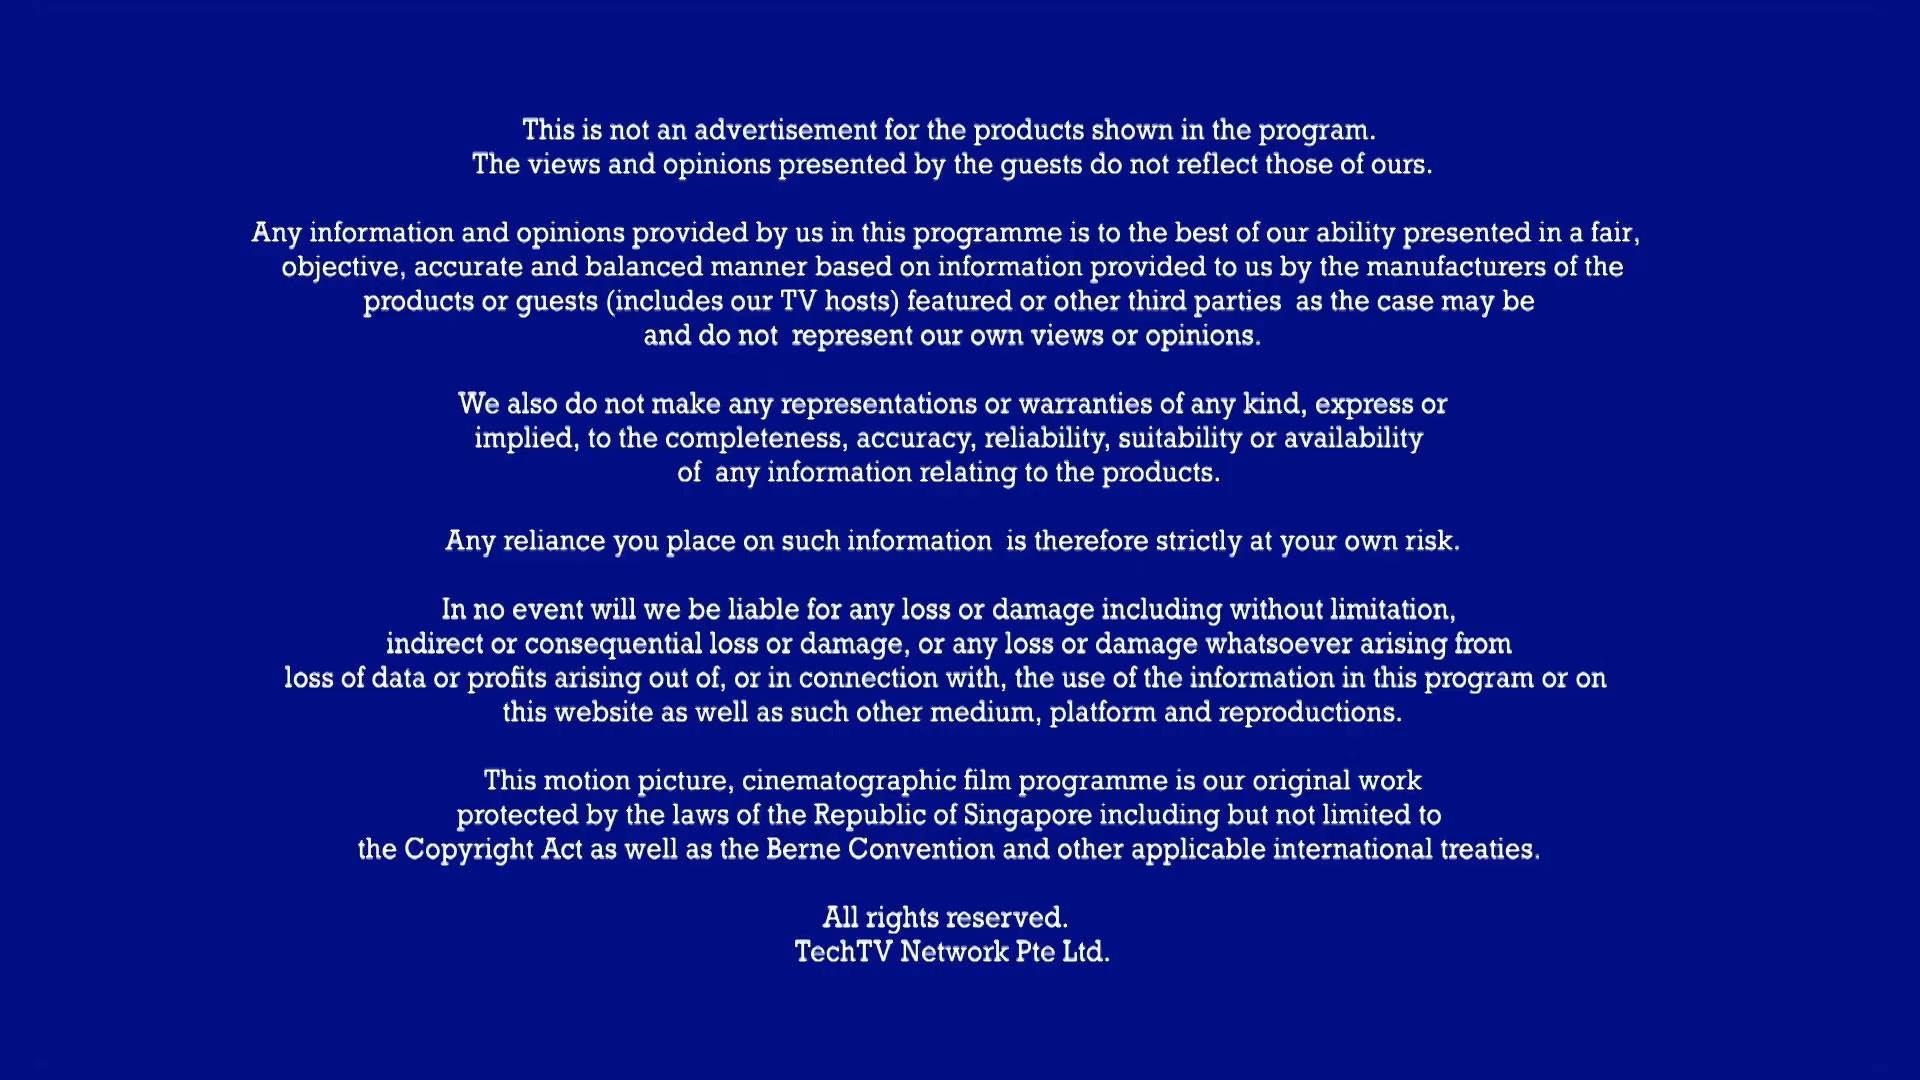 This is not an advertisement for the products shown in the program.
The views and opinions presented by the guests do not reflect those of ours.
Any information and opinions provided by us in this programme is to the best of our ability presented in a fair,
objective, accurate and balanced manner based on information provided to us by the manufacturers of the
products or guests (includes our TV hosts) featured or other third parties  as the case may be
and do not  represent our own views or opinions.
We also do not make any representations or warranties of any kind, express or
implied, to the completeness, accuracy, reliability, suitability or availability
of  any information relating to the products.
Any reliance you place on such information  is therefore strictly at your own risk.
In no event will we be liable for any loss or damage including without limitation,
indirect or consequential loss or damage, or any loss or damage whatsoever arising from
loss of data or profits arising out of, or in connection with, the use of the information in this program or on
this website as well as such other medium, platform and reproductions.
This motion picture, cinematographic film programme is our original work
protected by the laws of the Republic of Singapore including but not limited to
the Copyright Act as well as the Berne Convention and other applicable international treaties.
All rights reserved.
TechTV Network Pte Ltd.